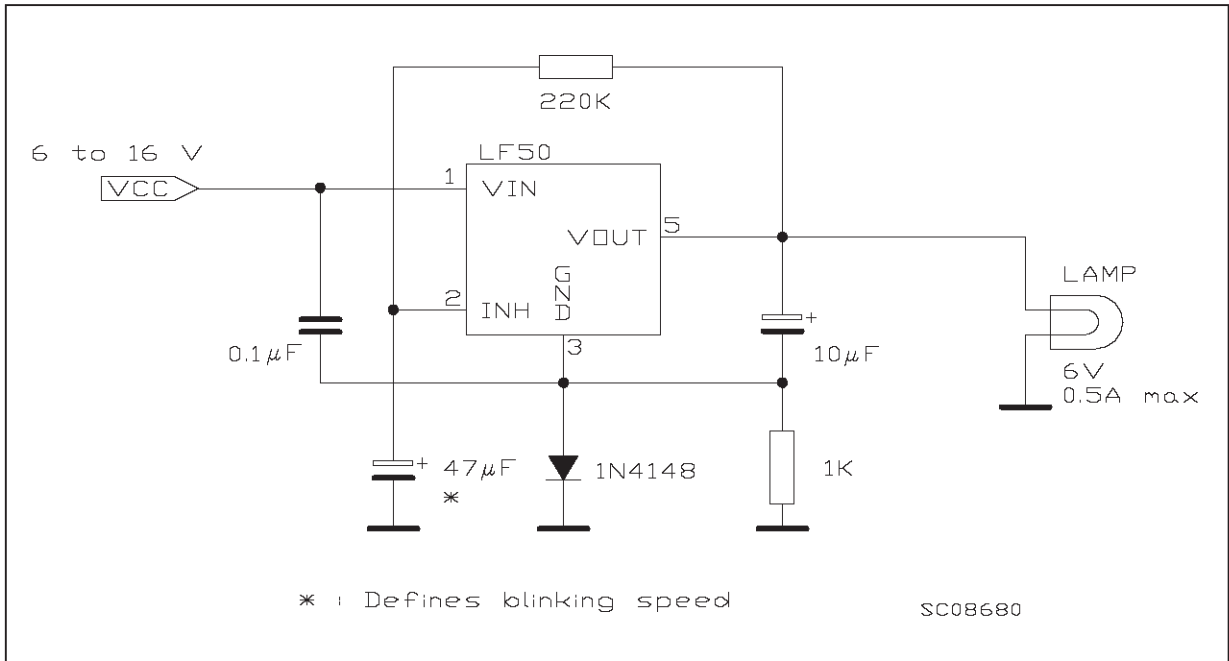 220K
6 to 16 V
LF50
VCC
1
VIN
VOUT
5
GND
2
INH
3
0.1µF
10µF
LAMP
6V
0.5A max
47µF
*
1N4148
1K
* : Defines blinking speed
SC08680